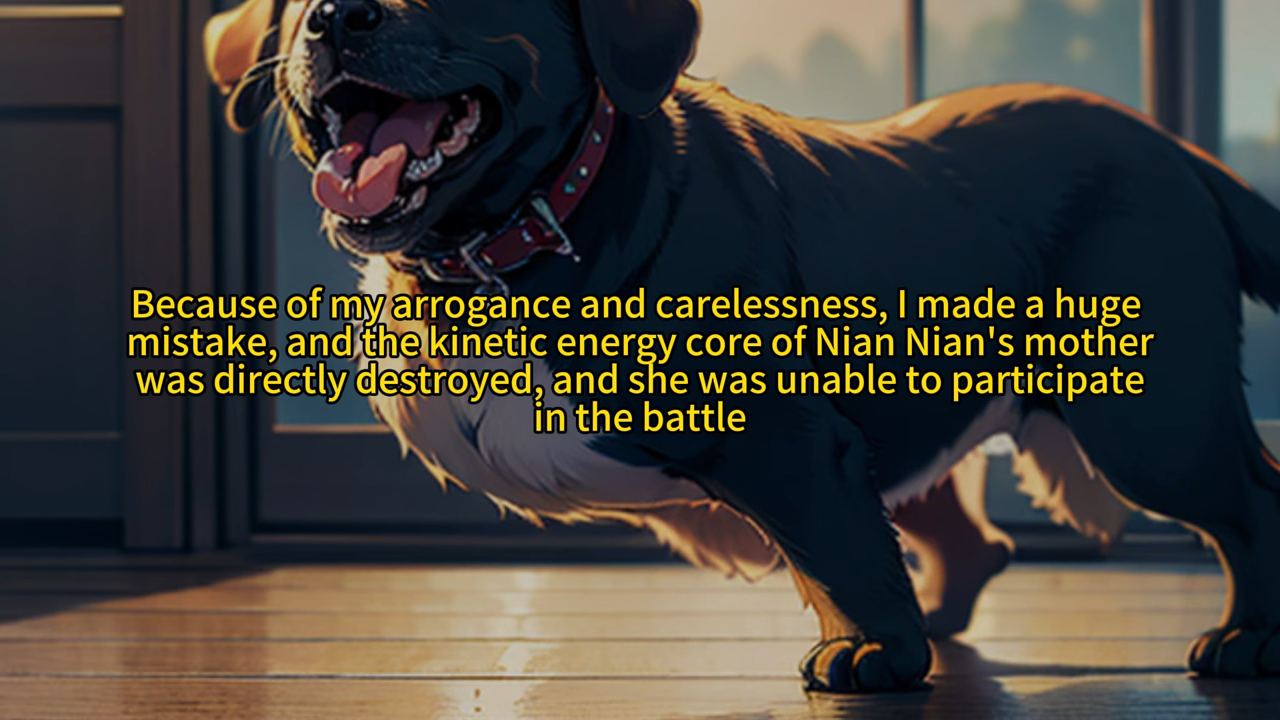 Because of my arrogance and carelessness, I made a huge
mistake, and the kinetic energy core of Nian Nian's mother
was directly destroyed, and she was unable to participate
in the battle